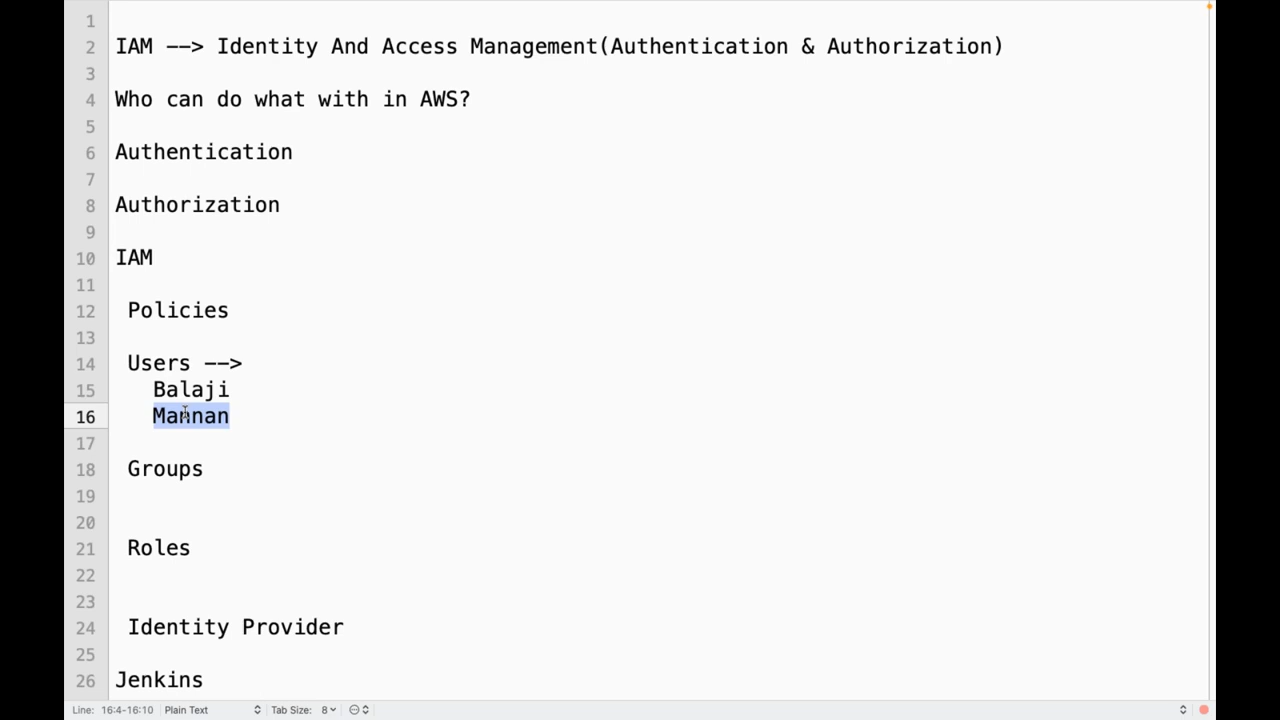 1
2 IAM --> Identity And Access Management(Authentication & Authorization)
3
4 Who can do what with in AWS?
5
6 Authentication
7
8 Authorization
9
10 IAM
11
12 Policies
13
14 Users -->
15 Balaji
16 Mannan
17
18 Groups
19
20
21 Roles
22
23
24 Identity Provider
25
26 Jenkins
Line: 16:4-16:10 Plain Text Tab Size: 8